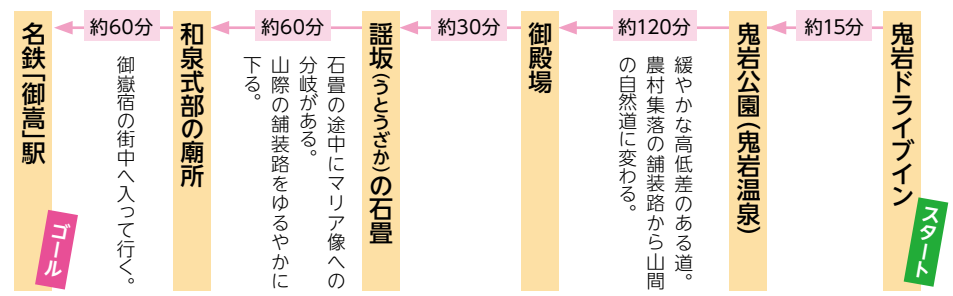 スタート
鬼岩ドライブイン
約15分
鬼岩公園(鬼岩温泉)
約120分
緩やかな高低差のある道。
農村集落の舗装路から山間
の自然道に変わる。
御殿場
約30分
謡坂(うとうざか)の石畳
約60分
石畳の途中にマリア像への
分岐がある。
山際の舗装路をゆるやかに
下る。
和泉式部の廟所
約60分
御嶽宿の街中へ入って行く。
名鉄「御嵩」駅
ゴール